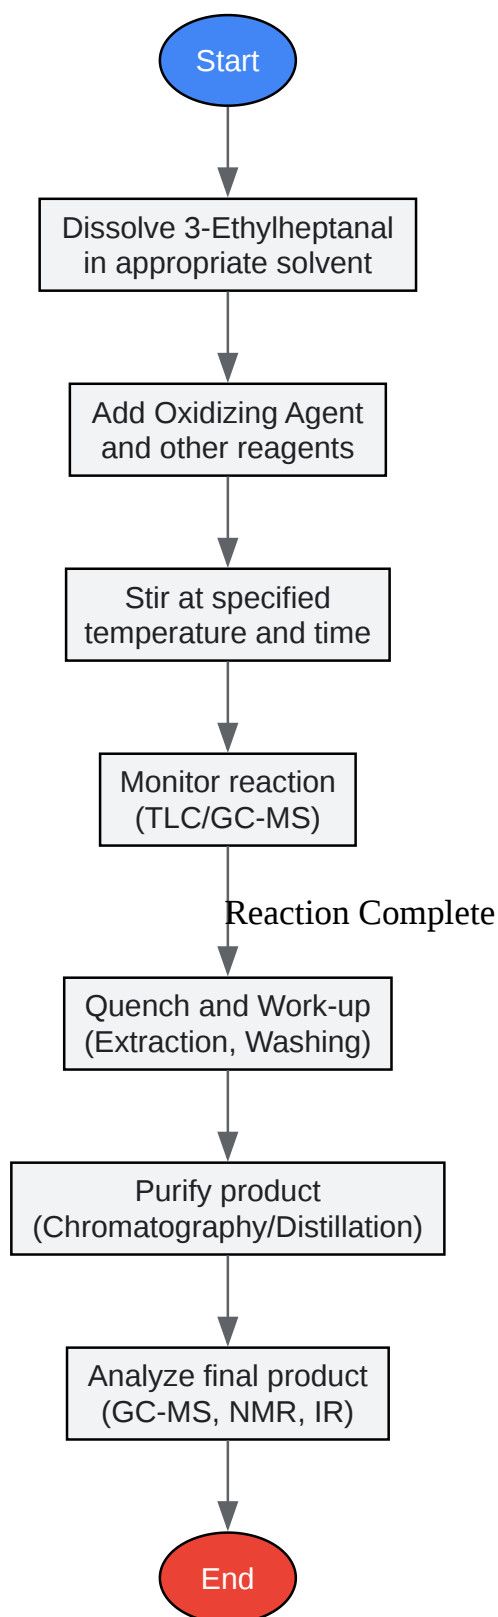 Start
Dissolve 3-Ethylheptanal
in appropriate solvent
Add Oxidizing Agent
and other reagents
Stir at specified
temperature and time
Monitor reaction
(TLC/GC-MS)
Reaction Complete
Quench and Work-up
(Extraction, Washing)
Purify product
(Chromatography/Distillation)
Analyze final product
(GC-MS, NMR, IR)
End